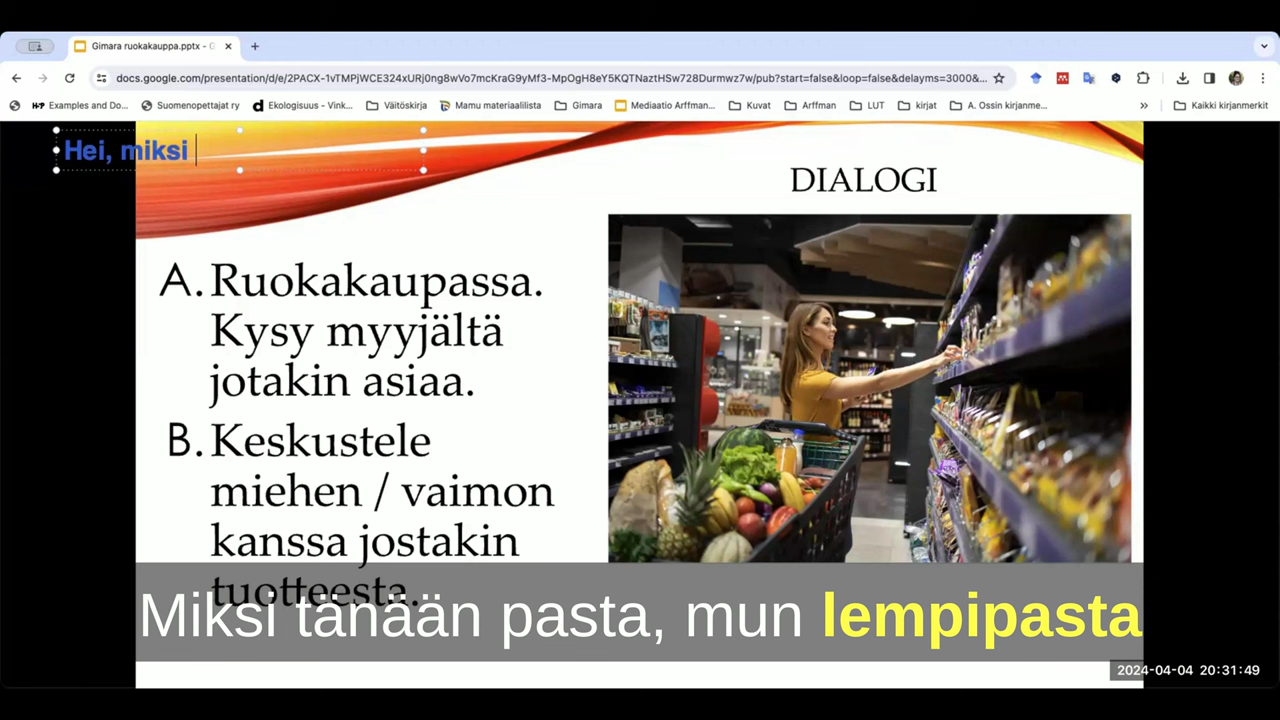 Gimara ruokakauppa.pptx - G
docs.google.com/presentation/d/e/2PACX-1vTMPjWCE324xURj0ng8wVo7mcKraG9yMf3-MpOgH8eY5KQTNaztHSw728Durmwz7w/pub?start=false&loop=false&delayms=3000&...
Examples and Do... Suomenopettajat ry Ekologisuus - Vink... Väitöskirja Mamu materiaalilista Gimara Mediaatio Arffman... Kuvat Arffman LUT kirjat A. Ossin kirjanme... » Kaikki kirjanmerkit
Hei, miksi
DIALOGI
A. Ruokakaupassa.
Kysy myyjältä
jotakin asiaa.
B. Keskustele
miehen / vaimon
kanssa jostakin
tuotteesta.
Miksi tänään pasta, mun lempipasta
2024-04-04 20:31:49